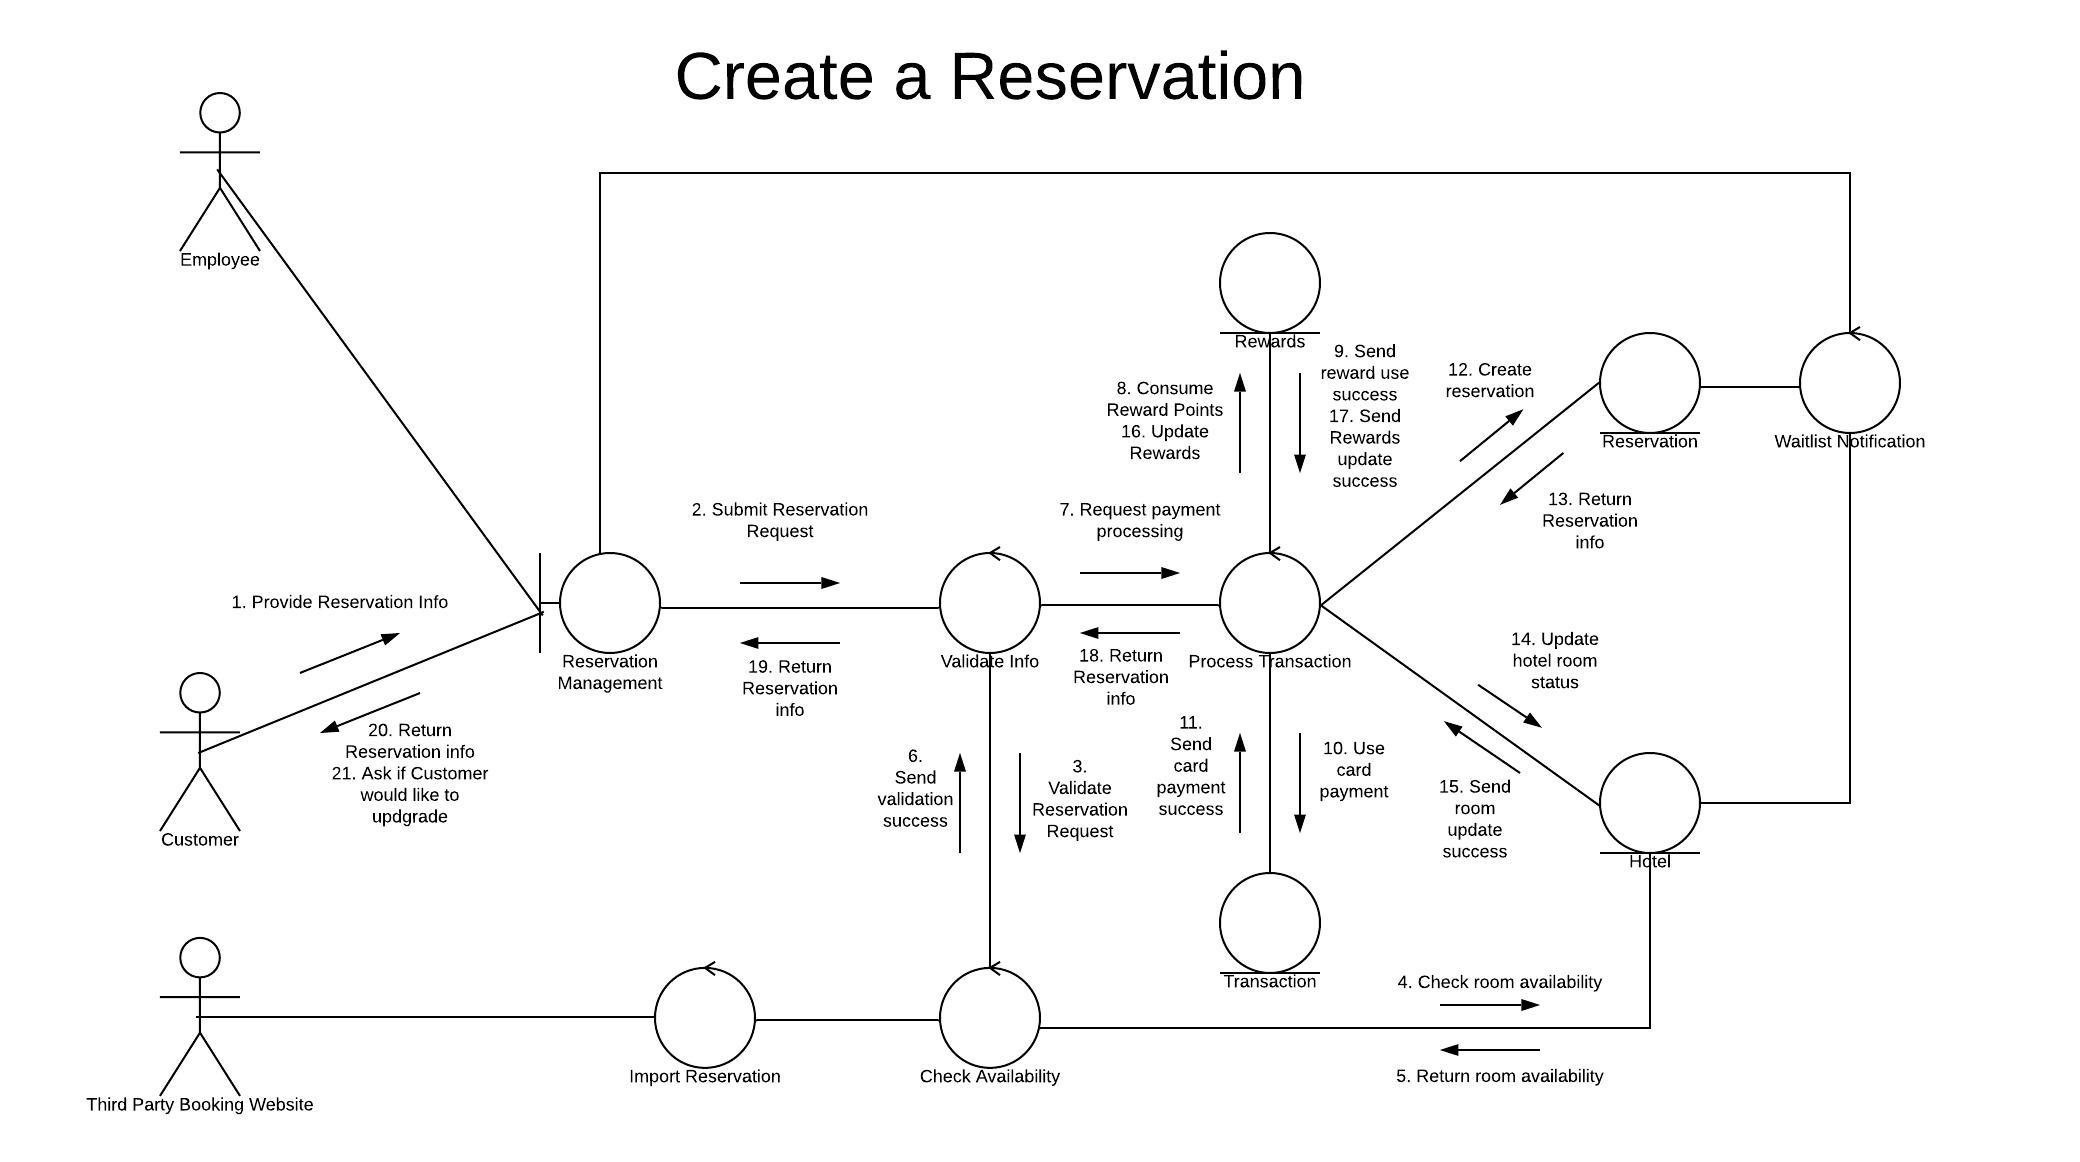 Create a Reservation
Employee
Rewards
9. Send
reward use
success
17. Send
Rewards
update
success
8. Consume
Reward Points
16. Update
Rewards
12. Create
reservation
Reservation
Waitlist Notification
13. Return
Reservation
info
2. Submit Reservation
Request
7. Request payment
processing
1. Provide Reservation Info
Reservation
Management
19. Return
Reservation
info
Validate Info
18. Return
Reservation
info
Process Transaction
14. Update
hotel room
status
20. Return
Reservation info
21. Ask if Customer
would like to
updgrade
Customer
6.
Send
validation
success
3.
Validate
Reservation
Request
11.
Send
card
payment
success
10. Use
card
payment
15. Send
room
update
success
Hotel
Transaction
4. Check room availability
5. Return room availability
Import Reservation
Check Availability
Third Party Booking Website